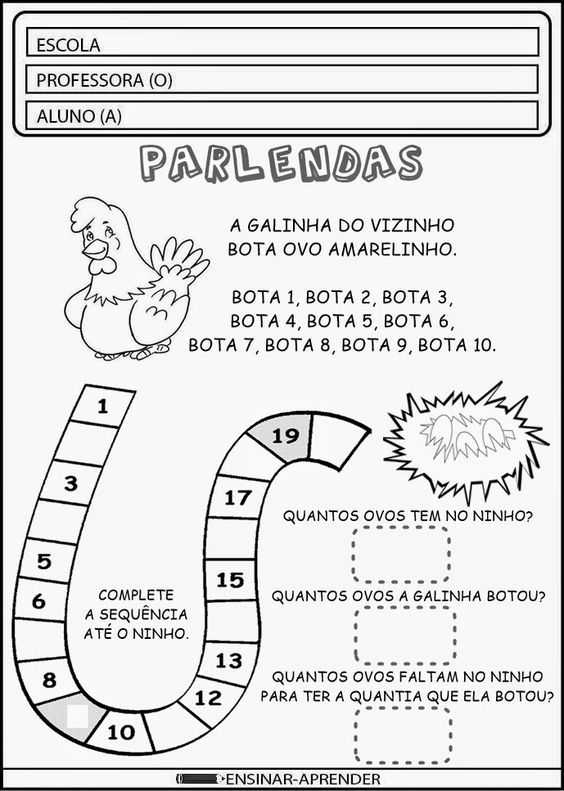 ESCOLA
PROFESSORA (O)
ALUNO (A)
PARLENDAS
A GALINHA DO VIZINHO
BOTA OVO AMARELINHO.
BOTA 1, BOTA 2, BOTA 3,
BOTA 4, BOTA 5, BOTA 6,
BOTA 7, BOTA 8, BOTA 9, BOTA 10.
1
3
5
6
8
10
12
13
15
17
19
COMPLETE
A SEQUÊNCIA
ATÉ O NINHO.
QUANTOS OVOS TEM NO NINHO?
QUANTOS OVOS A GALINHA BOTOU?
QUANTOS OVOS FALTAM NO NINHO
PARA TER A QUANTIA QUE ELA BOTOU?
ENSINAR-APRENDER